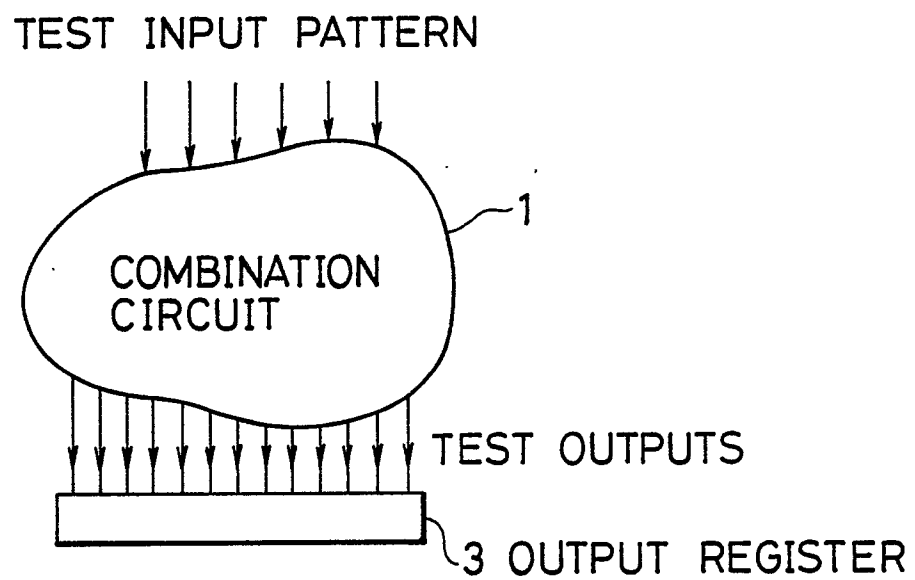 TEST INPUT PATTERN
1
COMBINATION
CIRCUIT
TEST OUTPUTS
3 OUTPUT REGISTER